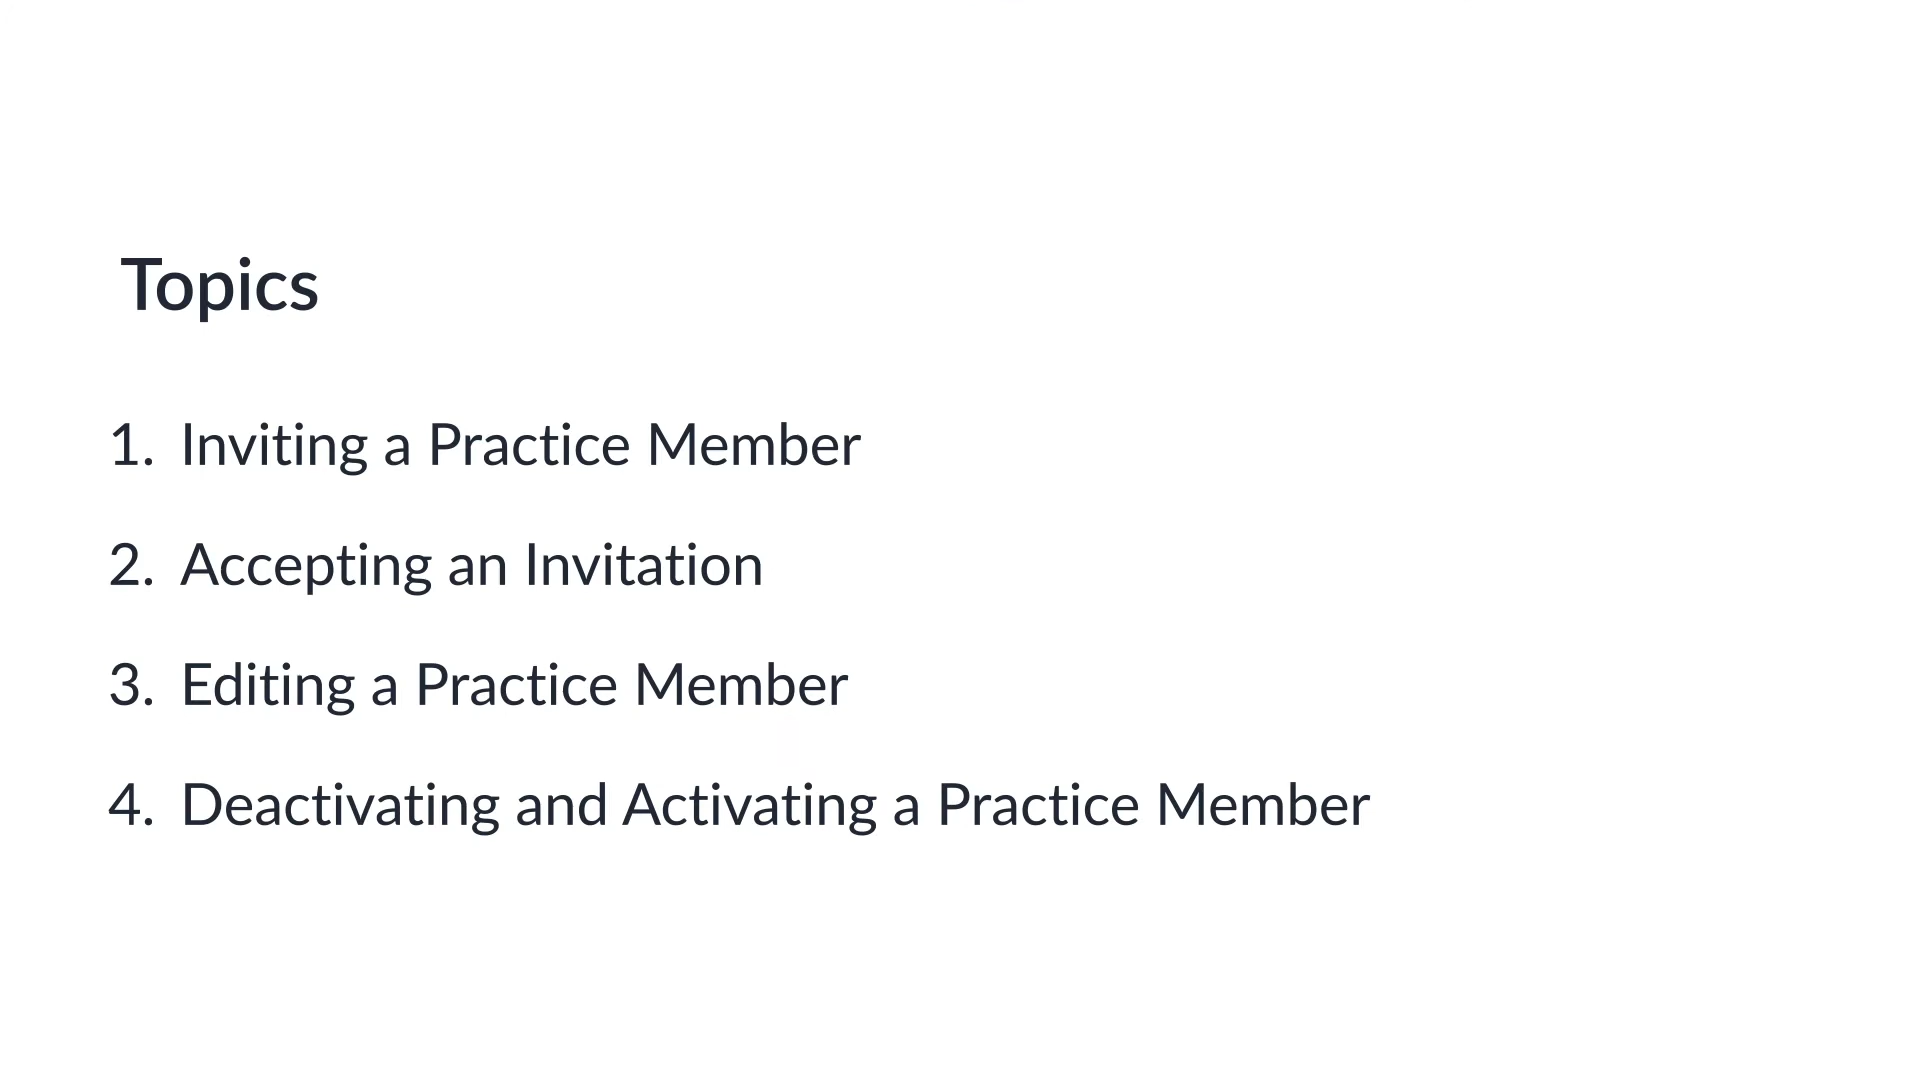 Topics
1. Inviting a Practice Member
2. Accepting an Invitation
3. Editing a Practice Member
4. Deactivating and Activating a Practice Member